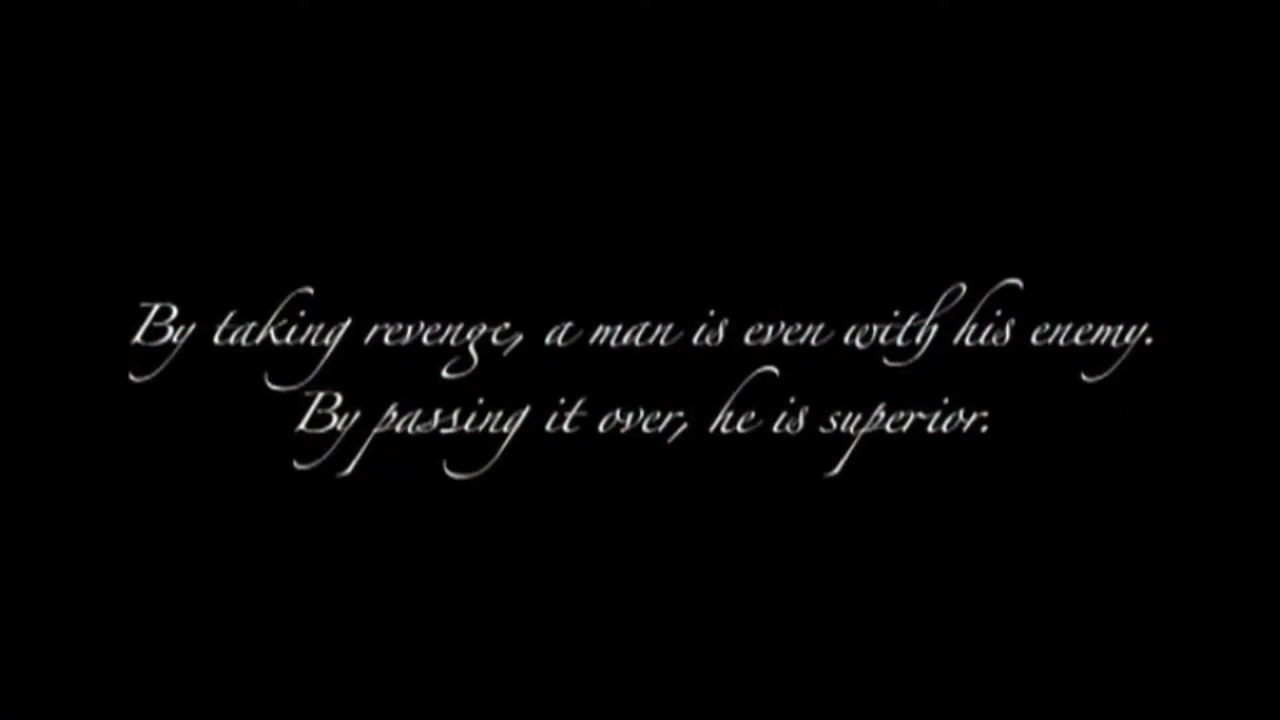 By taking revenge, a man is even with his enemy.
By passing it over, he is superior.